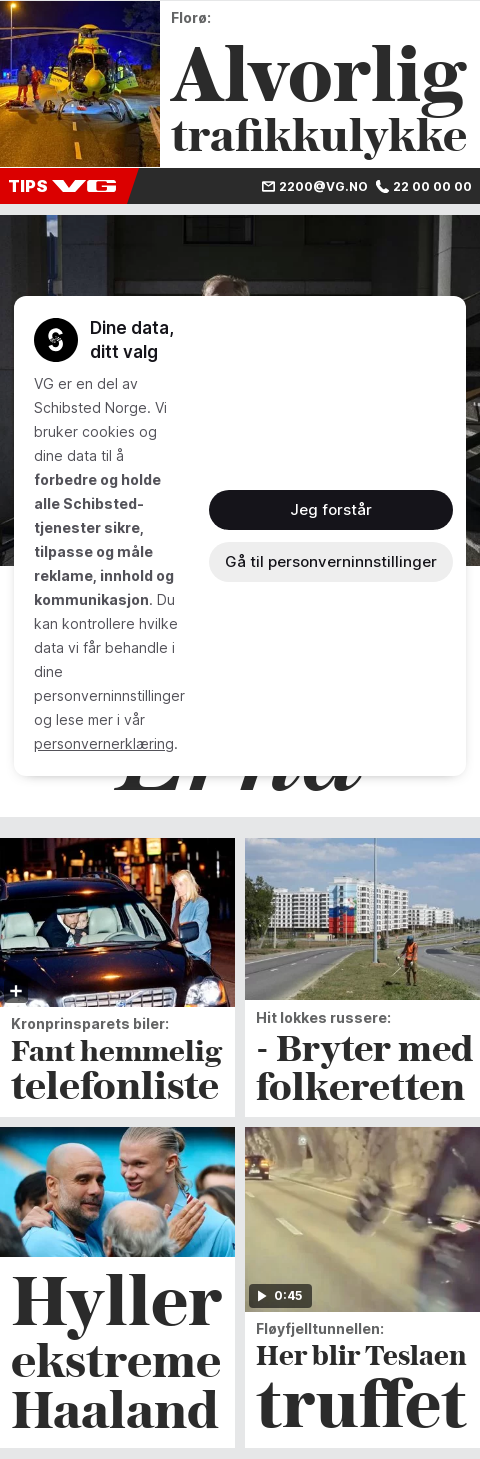 Florø:
Alvorlig
trafikkulykke
TIPS VG
2200@VG.NO 22 00 00 00
Dine data,
ditt valg
VG er en del av
Schibsted Norge. Vi
bruker cookies og
dine data til å
forbedre og holde
alle Schibsted-
tjenester sikre,
tilpasse og måle
reklame, innhold og
kommunikasjon. Du
kan kontrollere hvilke
data vi får behandle i
dine
personverninnstillinger
og lese mer i vår
personvernerklæring.
Jeg forstår
Gå til personverninnstillinger
Erna
Kronprinsparets biler:
Fant hemmelig
telefonliste
Hit lokkes russere:
- Bryter med
folkeretten
Hyller
ekstreme
Haaland
0:45
Fløyfjelltunnellen:
Her blir Teslaen
truffet